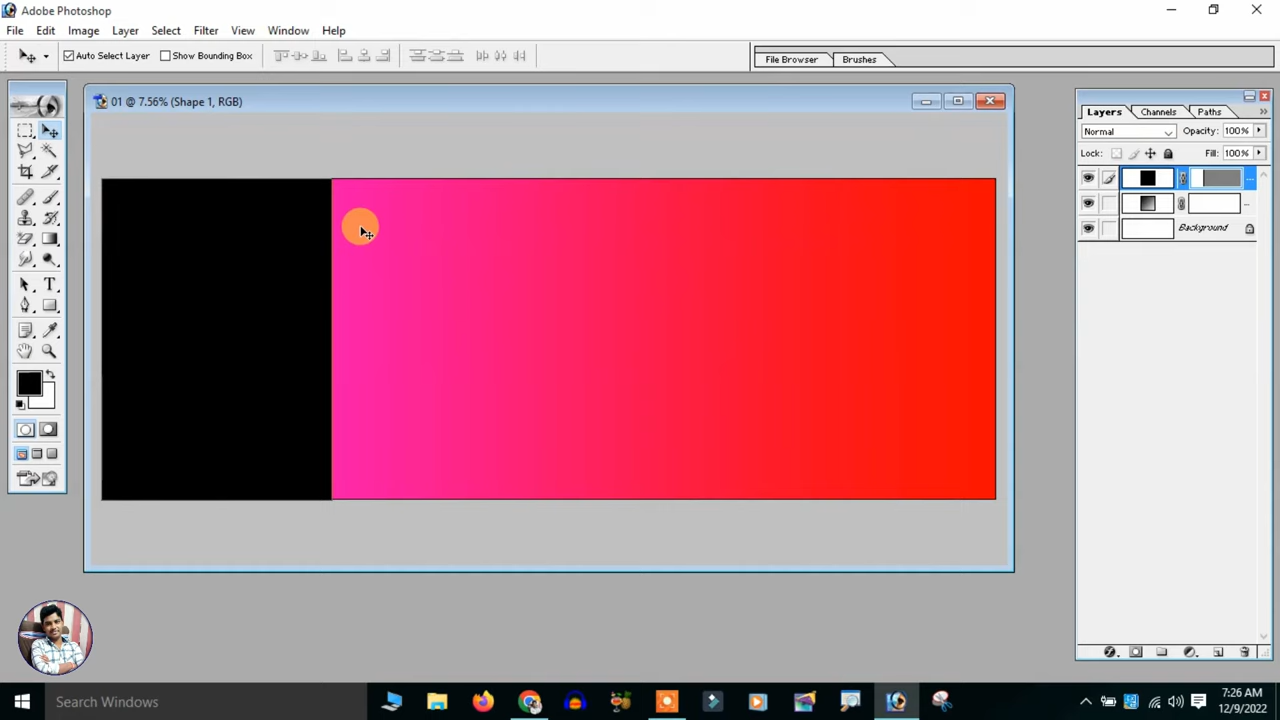 Adobe Photoshop
File Edit Image Layer Select Filter View Window Help
Auto Select Layer Show Bounding Box
File Browser Brushes
01 @ 7.56% (Shape 1, RGB)
Layers Channels Paths
Normal Opacity: 100%
Lock: Fill: 100%
...
...
Background
T
Search Windows
7:26 AM
12/9/2022